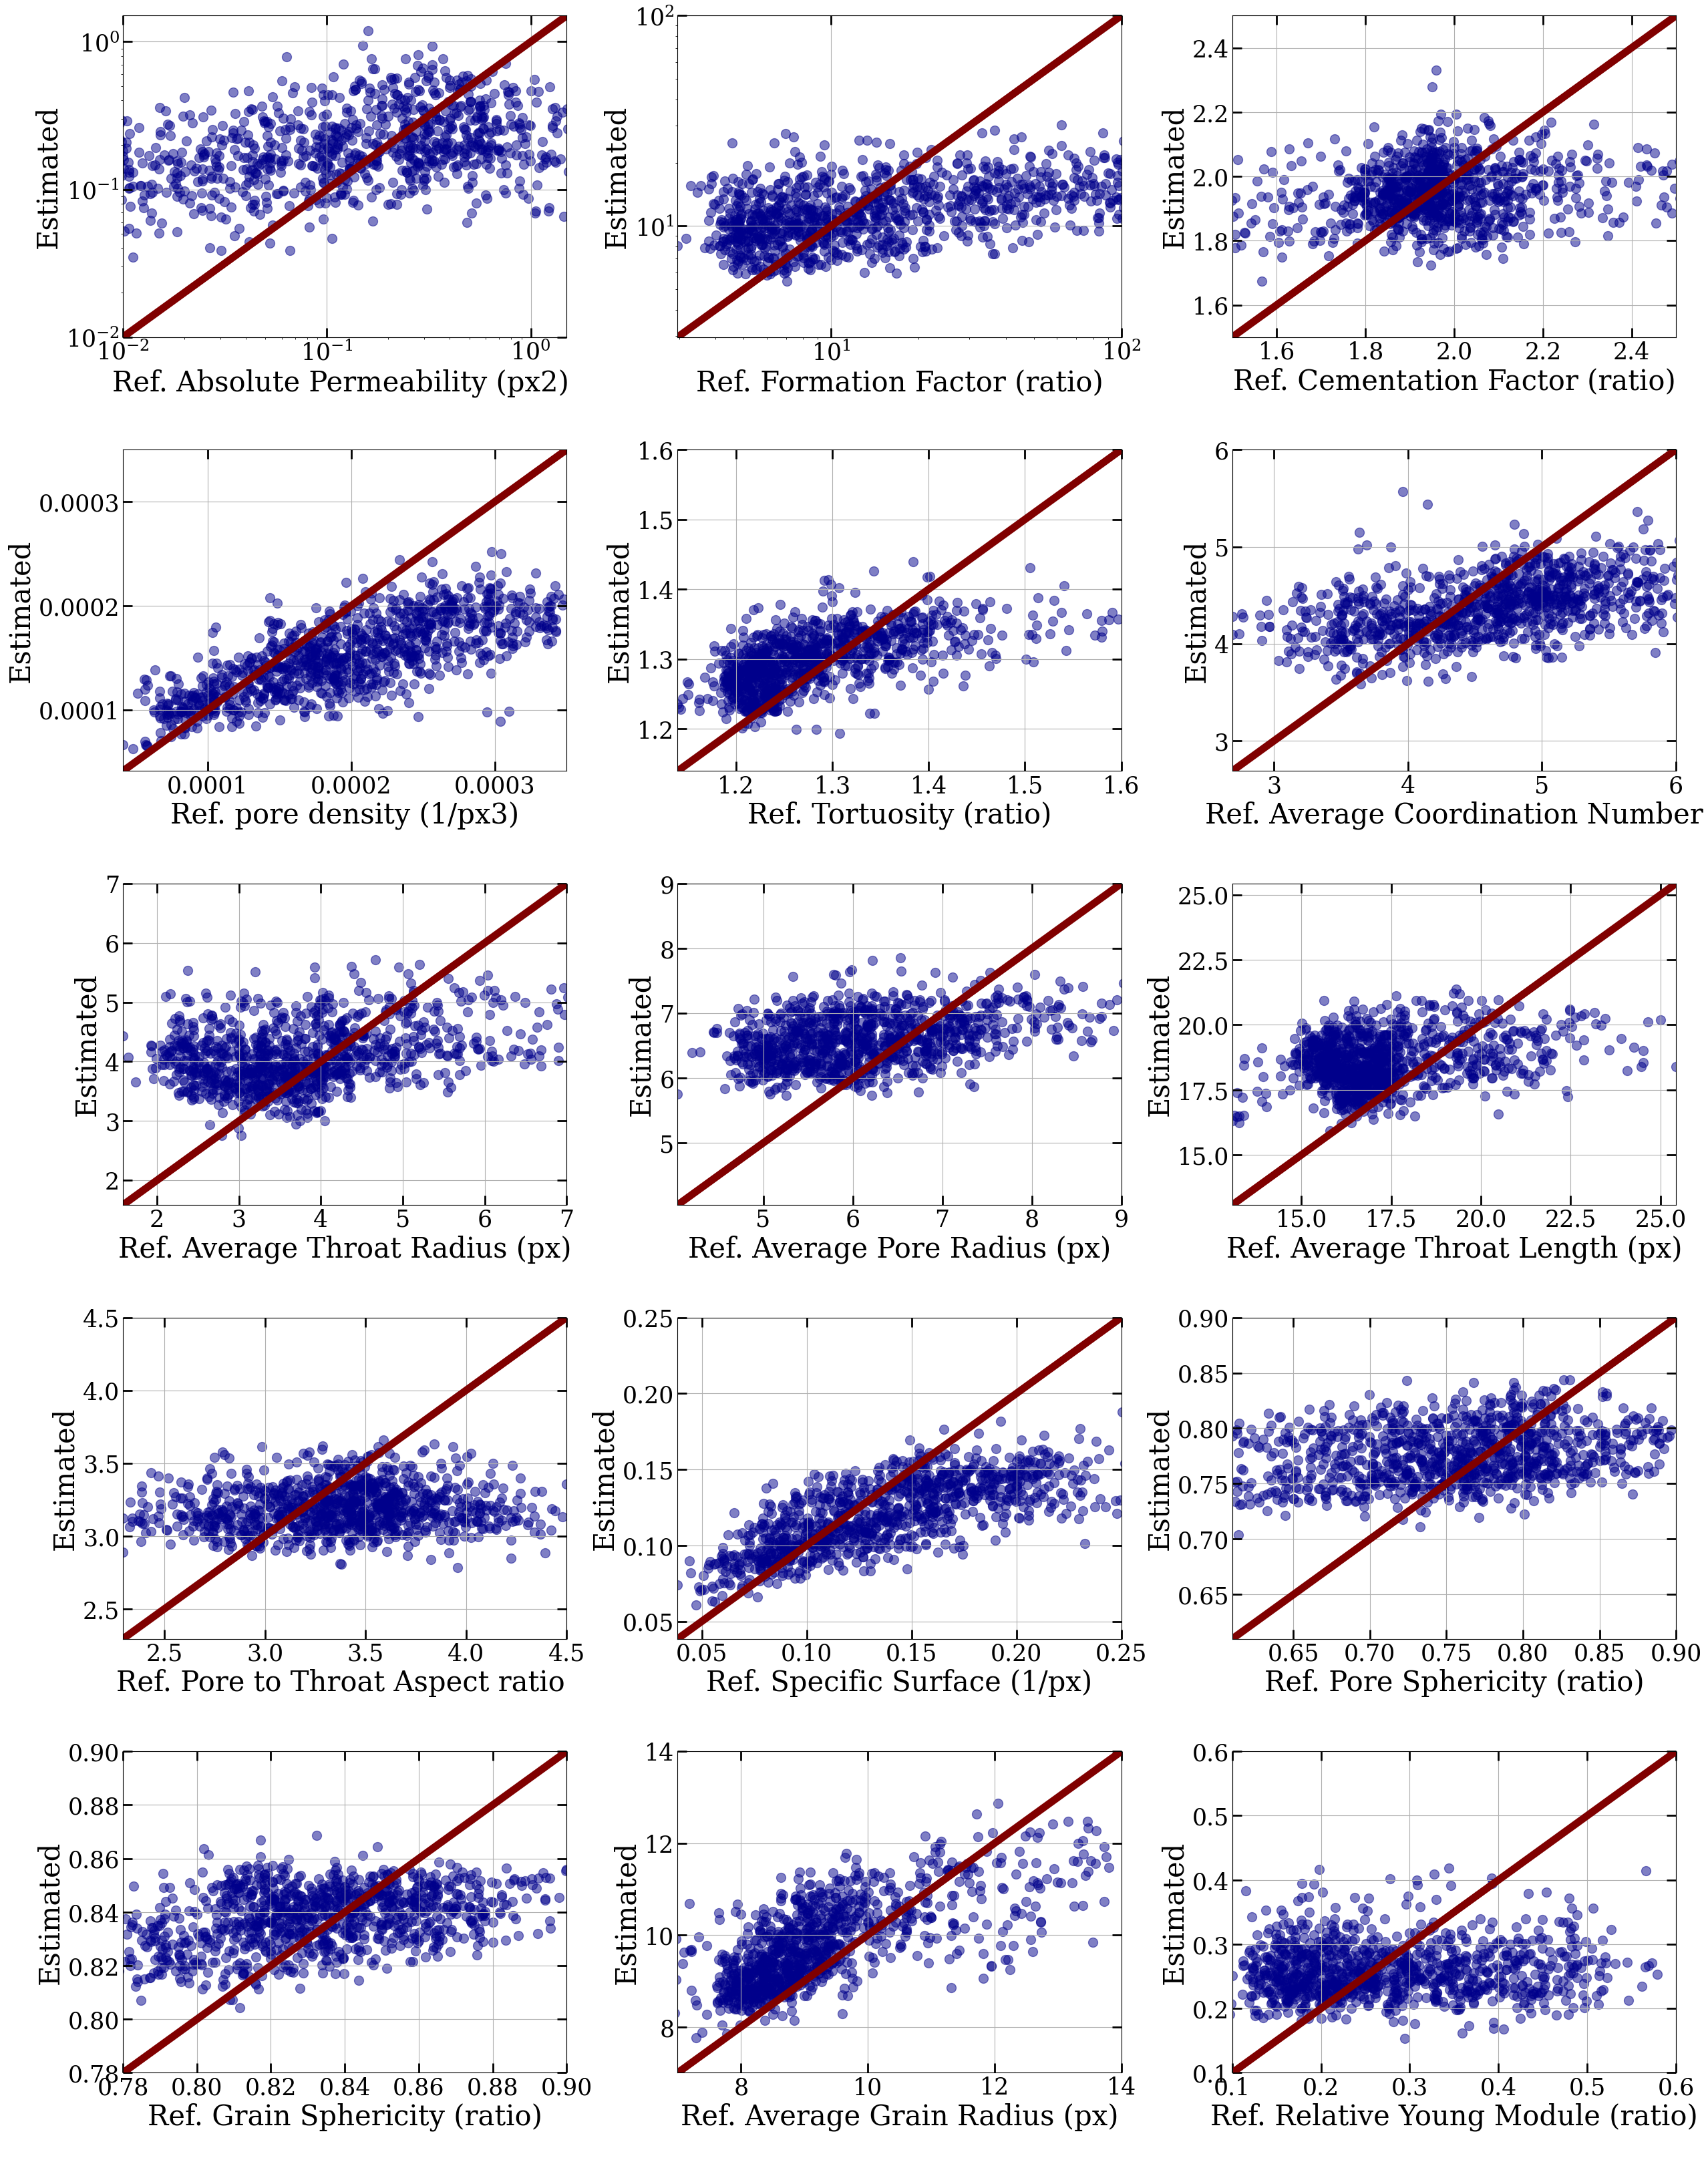 10⁰
10⁻¹
10⁻²
Estimated
10⁻² 10⁻¹ 10⁰
Ref. Absolute Permeability (px2)
10²
10¹
Estimated
10¹ 10²
Ref. Formation Factor (ratio)
2.4
2.2
2.0
1.8
1.6
Estimated
1.6 1.8 2.0 2.2 2.4
Ref. Cementation Factor (ratio)
0.0003
0.0002
0.0001
Estimated
0.0001 0.0002 0.0003
Ref. pore density (1/px3)
1.6
1.5
1.4
1.3
1.2
Estimated
1.2 1.3 1.4 1.5 1.6
Ref. Tortuosity (ratio)
6
5
4
3
Estimated
3 4 5 6
Ref. Average Coordination Number
7
6
5
4
3
2
Estimated
2 3 4 5 6 7
Ref. Average Throat Radius (px)
9
8
7
6
5
Estimated
5 6 7 8 9
Ref. Average Pore Radius (px)
25.0
22.5
20.0
17.5
15.0
Estimated
15.0 17.5 20.0 22.5 25.0
Ref. Average Throat Length (px)
4.5
4.0
3.5
3.0
2.5
Estimated
2.5 3.0 3.5 4.0 4.5
Ref. Pore to Throat Aspect ratio
0.25
0.20
0.15
0.10
0.05
Estimated
0.05 0.10 0.15 0.20 0.25
Ref. Specific Surface (1/px)
0.90
0.85
0.80
0.75
0.70
0.65
Estimated
0.65 0.70 0.75 0.80 0.85 0.90
Ref. Pore Sphericity (ratio)
0.90
0.88
0.86
0.84
0.82
0.80
0.78
Estimated
0.78 0.80 0.82 0.84 0.86 0.88 0.90
Ref. Grain Sphericity (ratio)
14
12
10
8
Estimated
8 10 12 14
Ref. Average Grain Radius (px)
0.6
0.5
0.4
0.3
0.2
0.1
Estimated
0.1 0.2 0.3 0.4 0.5 0.6
Ref. Relative Young Module (ratio)